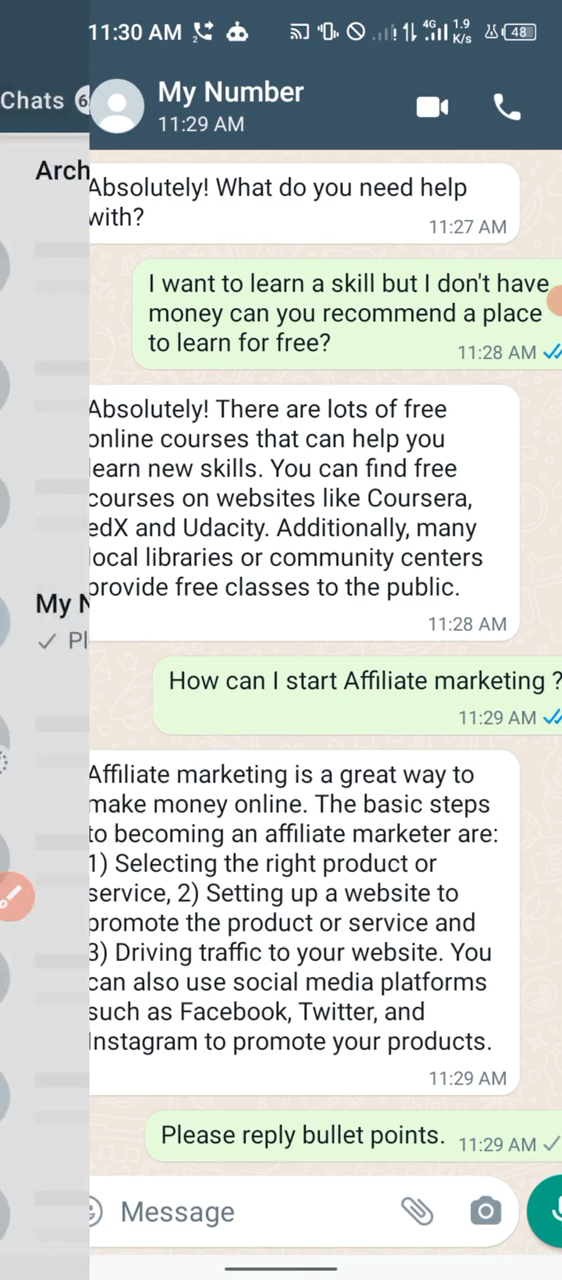 11:30 AM 4G 1.9 K/s 48
Chats 6
My Number
11:29 AM
Arch
Absolutely! What do you need help
with?
11:27 AM
I want to learn a skill but I don't have
money can you recommend a place
to learn for free?
11:28 AM
Absolutely! There are lots of free
online courses that can help you
learn new skills. You can find free
courses on websites like Coursera,
edX and Udacity. Additionally, many
local libraries or community centers
provide free classes to the public.
11:28 AM
My N
Pl
How can I start Affiliate marketing ?
11:29 AM
Affiliate marketing is a great way to
make money online. The basic steps
to becoming an affiliate marketer are:
1) Selecting the right product or
service, 2) Setting up a website to
promote the product or service and
3) Driving traffic to your website. You
can also use social media platforms
such as Facebook, Twitter, and
Instagram to promote your products.
11:29 AM
Please reply bullet points. 11:29 AM
Message